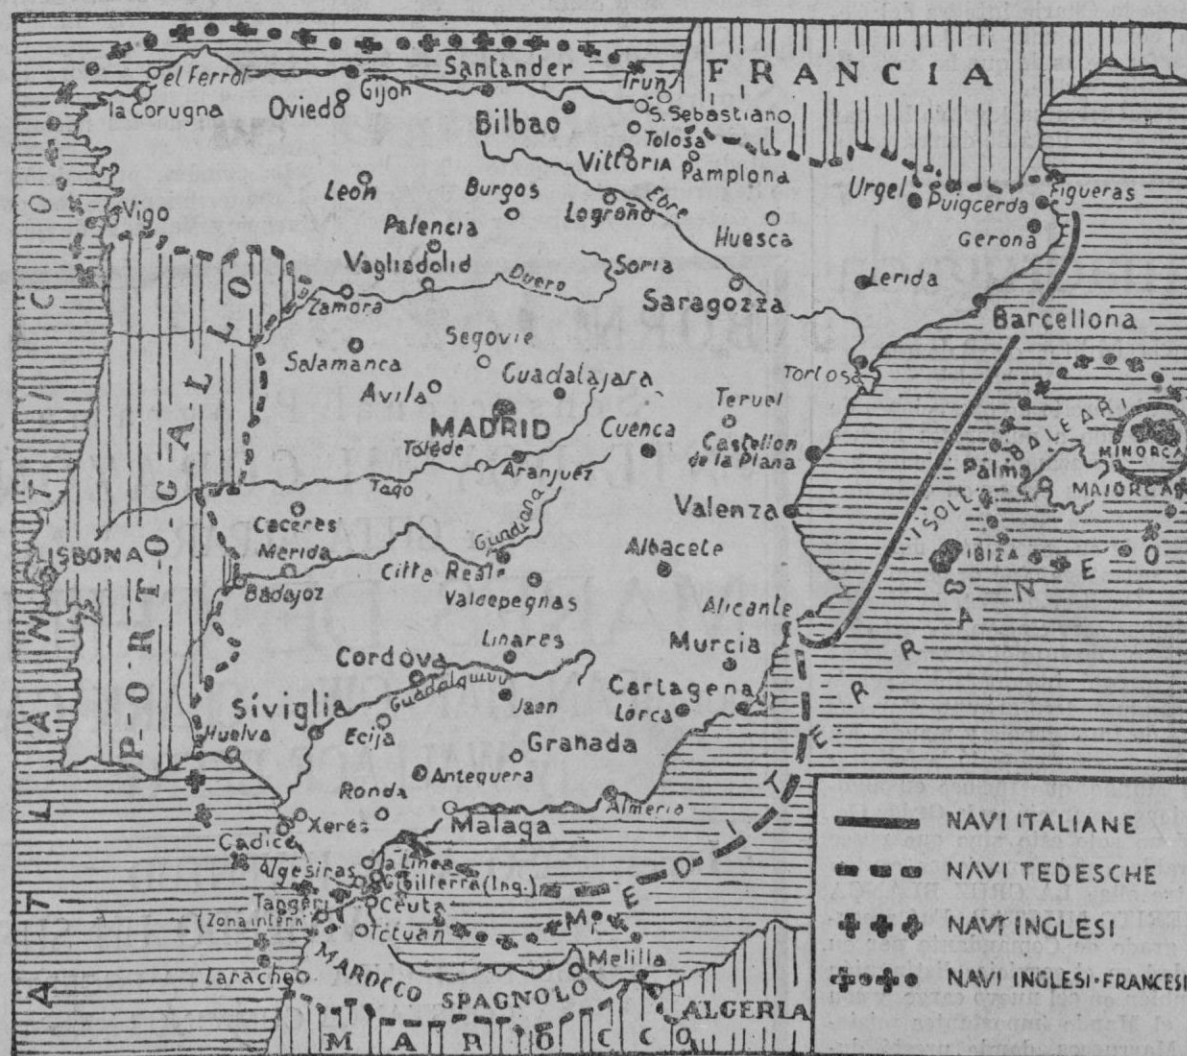 FRANCIA
Santander
Irun
el Ferrol
Gijon
la Corugna
Oviedo
Bilbao
S. Sebastiano
Tolosa
VITTORIA
Pamplona
Leon
Burgos
Logroño
Ebre
Urgel
Puigcerda
Figueras
Vigo
Palencia
Huesca
Gerona
Vagliadolid
Duero
Soria
Lerida
Zamora
Saragozza
Barcellona
Segovie
Salamanca
Guadalajara
Tortosa
Avila
Teruel
MADRID
Cuenca
Castellon
de la Plana
Toléde
Aranjuez
Tago
ISOLE BALEARI
MINORCA
Palma
MAIORCA
Valenza
Caceres
Guadiana
LISBONA
Merida
Citta Reale
Albacete
IBIZA
Badajoz
Valdepegnas
Alicante
PORTOGALLO
Linares
Murcia
Cordova
Guadalquivi
Cartagena
Siviglia
Jaen
Lorca
Huelva
Ecija
Granada
Antequera
Ronda
Almeria
Xeres
Malaga
Cadice
la Linea
Algesiras
Gibilterra (Ing.)
Tangeri
Ceuta
(Zona intern)
Tetuan
Melilla
Larache
MAROCCO SPAGNOLO
ALGERIA
MAROCCO
ATLANTICO
MEDITERRANEO
NAVI ITALIANE
NAVI TEDESCHE
NAVI INGLESI
NAVI INGLESI-FRANCESI